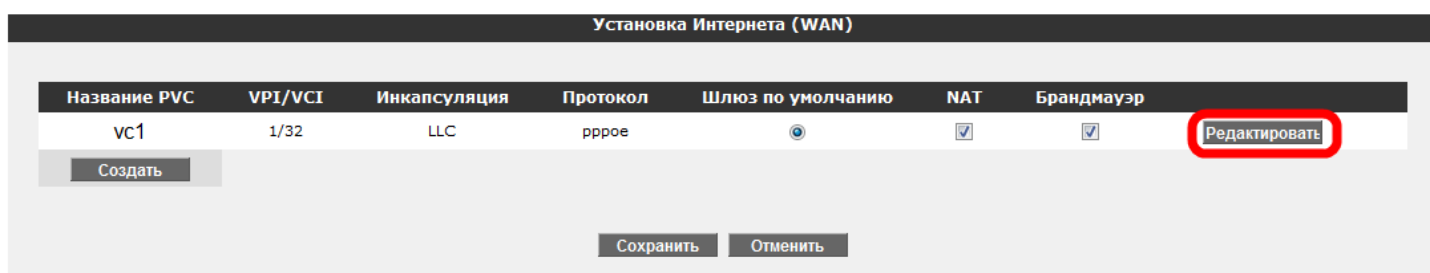 Установка Интернета (WAN)
Название PVC VPI/VCI Инкапсуляция Протокол Шлюз по умолчанию NAT Брандмауэр
vc1 1/32 LLC pppoe Редактировать
Создать
Сохранить Отменить